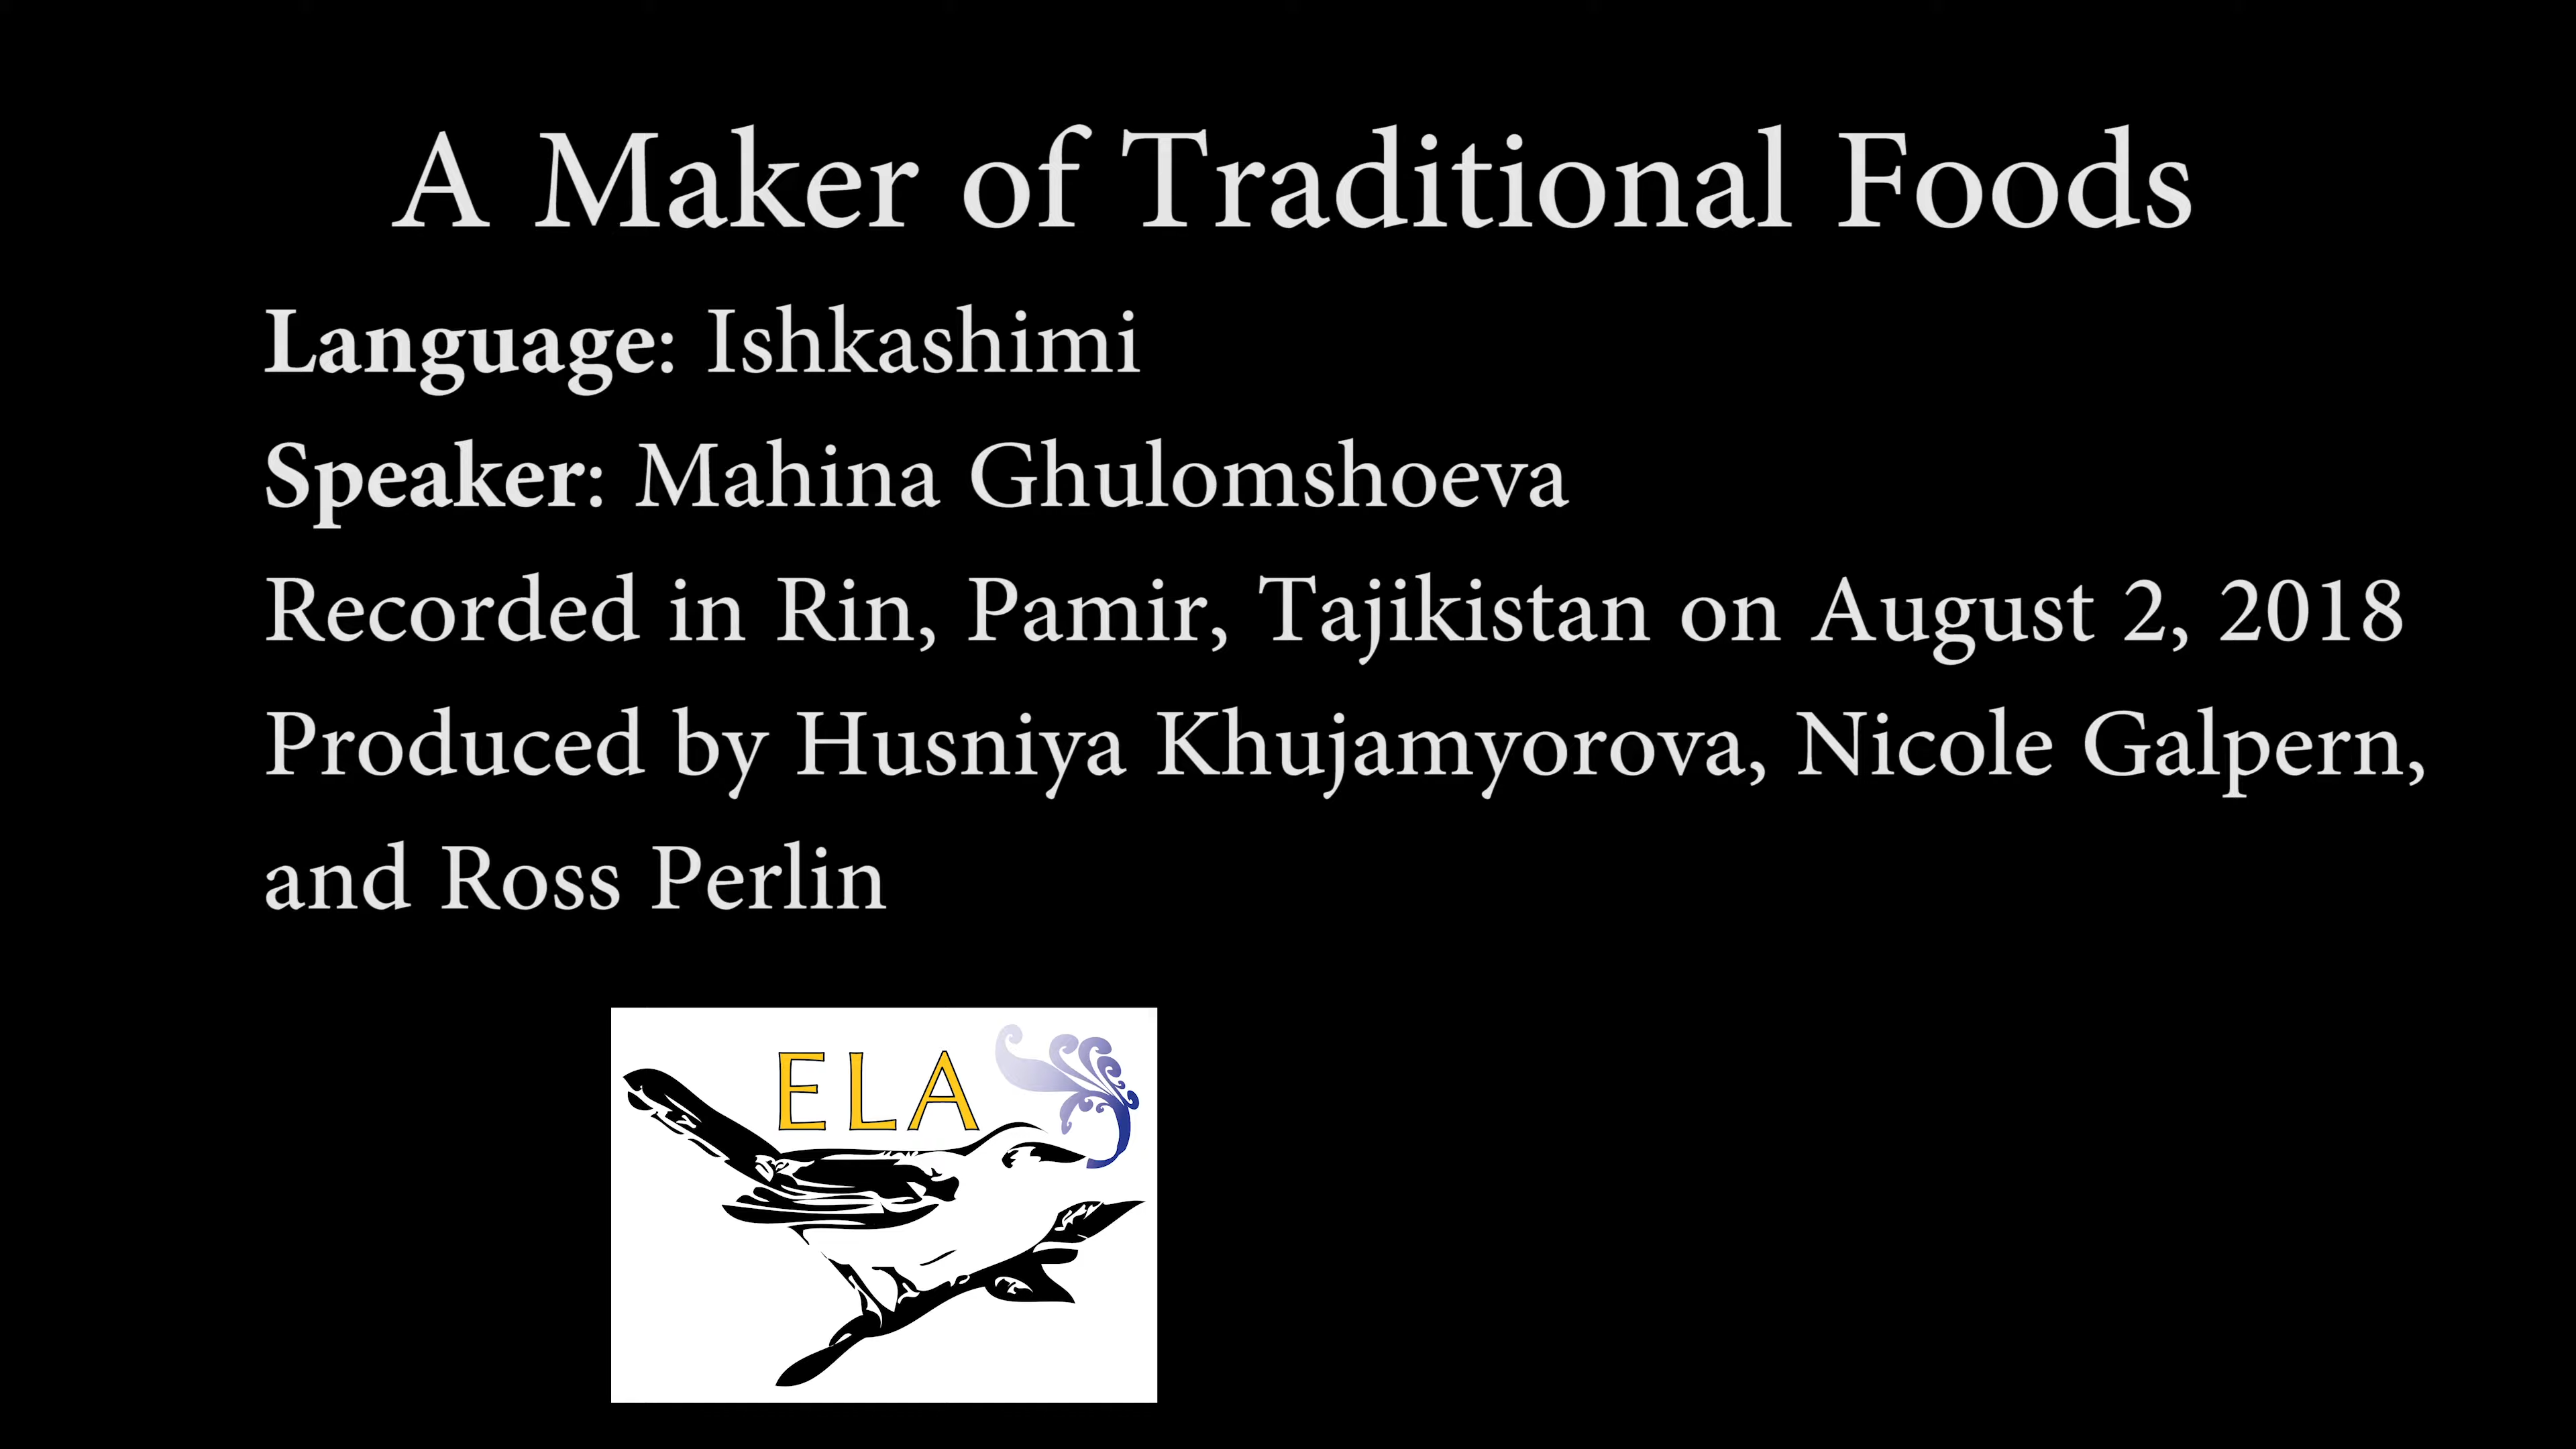 A Maker of Traditional Foods
Language: Ishkashimi
Speaker: Mahina Ghulomshoeva
Recorded in Rin, Pamir, Tajikistan on August 2, 2018
Produced by Husniya Khujamyorova, Nicole Galpern,
and Ross Perlin
ELA